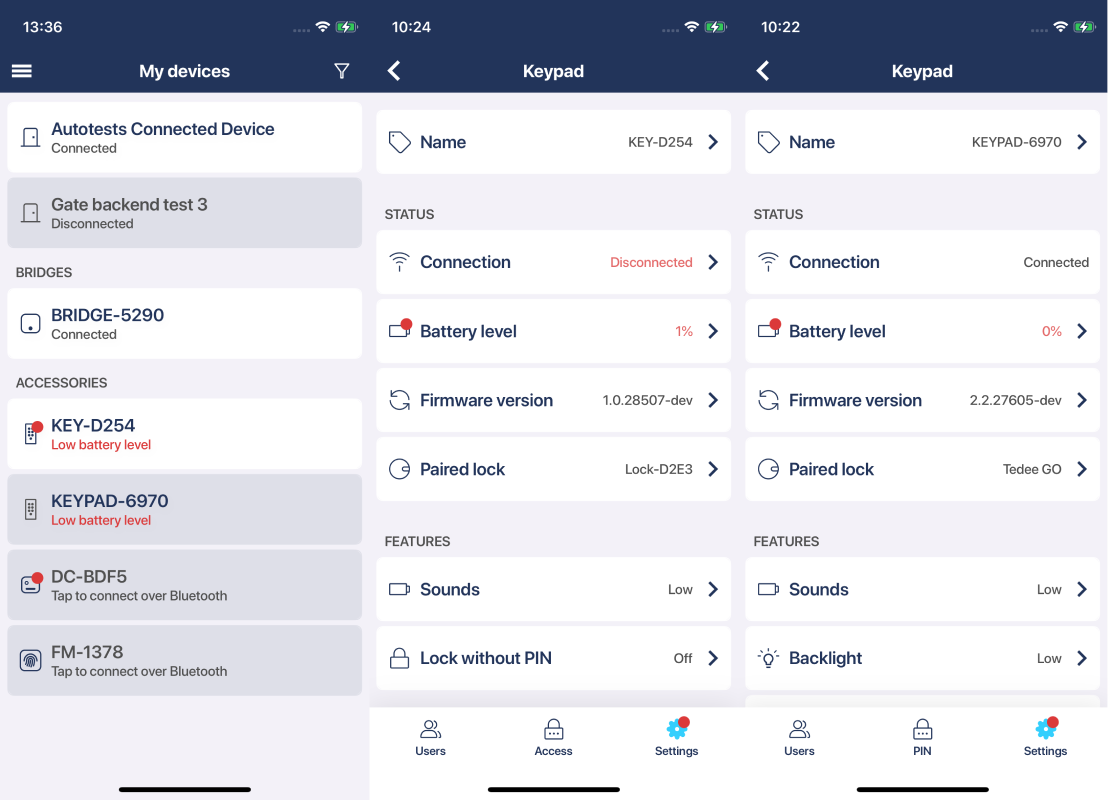 13:36
My devices
Autotests Connected Device
Connected
Gate backend test 3
Disconnected
BRIDGES
BRIDGE-5290
Connected
ACCESSORIES
KEY-D254
Low battery level
KEYPAD-6970
Low battery level
DC-BDF5
Tap to connect over Bluetooth
FM-1378
Tap to connect over Bluetooth
10:24
Keypad
Name KEY-D254
STATUS
Connection Disconnected
Battery level 1%
Firmware version 1.0.28507-dev
Paired lock Lock-D2E3
FEATURES
Sounds Low
Lock without PIN Off
Users Access Settings
10:22
Keypad
Name KEYPAD-6970
STATUS
Connection Connected
Battery level 0%
Firmware version 2.2.27605-dev
Paired lock Tedee GO
FEATURES
Sounds Low
Backlight Low
Users PIN Settings